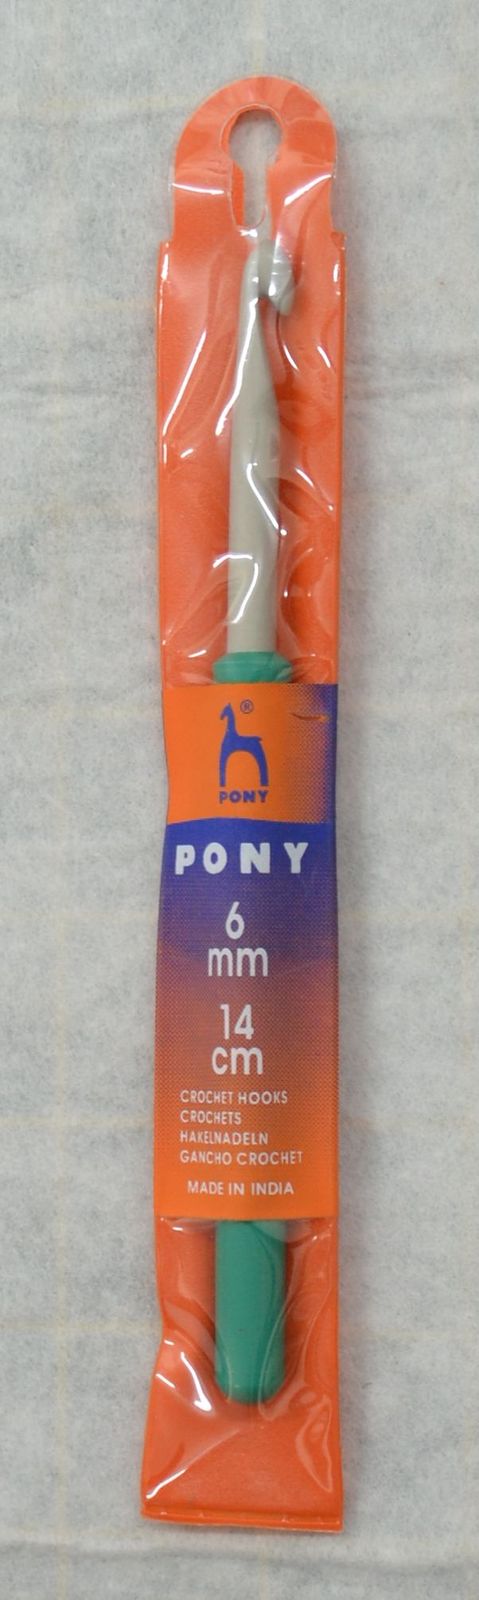 ®
PONY
PONY
6
mm
14
cm
CROCHET HOOKS
CROCHETS
HAKELNADELN
GANCHO CROCHET
MADE IN INDIA